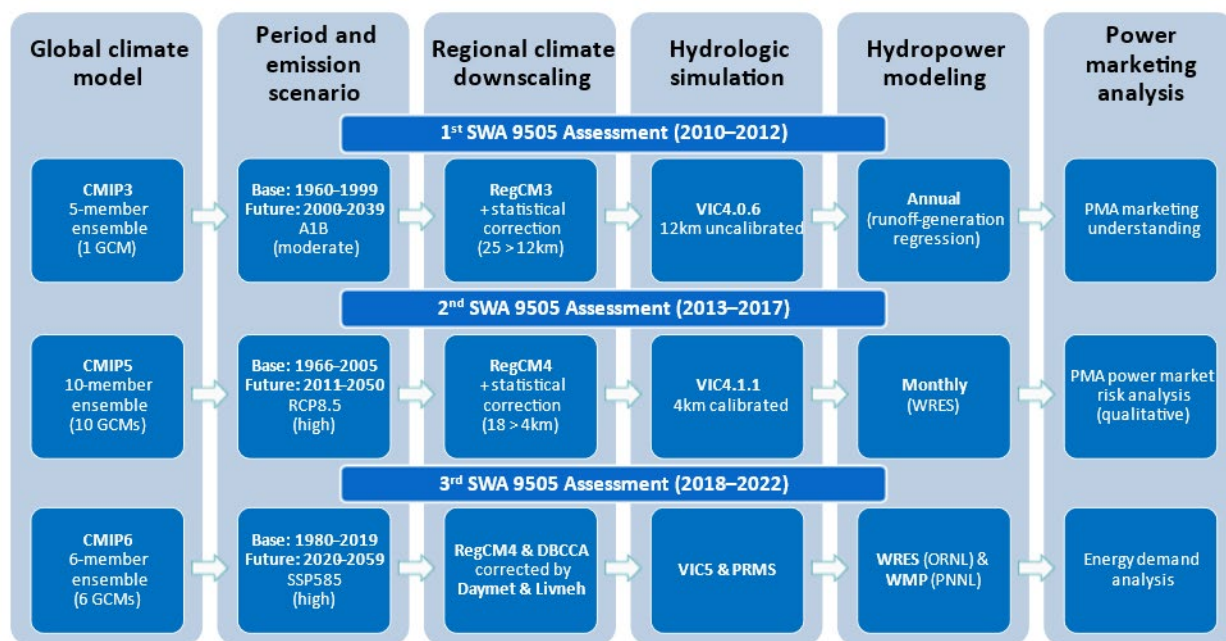 Global climate
model
Period and
emission
scenario
Regional climate
downscaling
Hydrologic
simulation
Hydropower
modeling
Power
marketing
analysis
1st SWA 9505 Assessment (2010–2012)
CMIP3
5-member
ensemble
(1 GCM)
Base: 1960–1999
Future: 2000–2039
A1B
(moderate)
RegCM3
+ statistical
correction
(25 > 12km)
VIC4.0.6
12km uncalibrated
Annual
(runoff-generation
regression)
PMA marketing
understanding
2nd SWA 9505 Assessment (2013–2017)
CMIP5
10-member
ensemble
(10 GCMs)
Base: 1966–2005
Future: 2011–2050
RCP8.5
(high)
RegCM4
+ statistical
correction
(18 > 4km)
VIC4.1.1
4km calibrated
Monthly
(WRES)
PMA power market
risk analysis
(qualitative)
3rd SWA 9505 Assessment (2018–2022)
CMIP6
6-member
ensemble
(6 GCMs)
Base: 1980–2019
Future: 2020–2059
SSP585
(high)
RegCM4 & DBCCA
corrected by
Daymet & Livneh
VIC5 & PRMS
WRES (ORNL) &
WMP (PNNL)
Energy demand
analysis